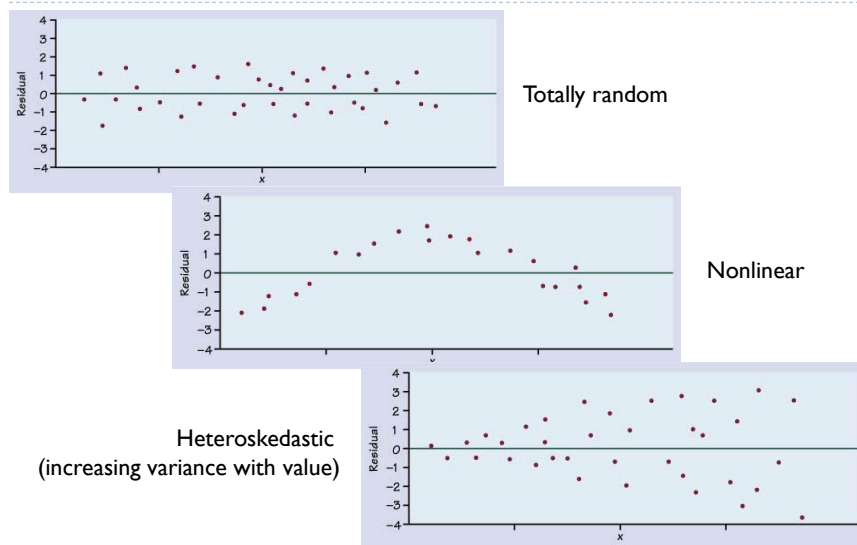 4
3
2
1
0
-1
-2
-3
-4
Residual
x
Totally random
4
3
2
1
0
-1
-2
-3
-4
Residual
x
Nonlinear
4
3
2
1
0
-1
-2
-3
-4
Residual
x
Heteroskedastic
(increasing variance with value)